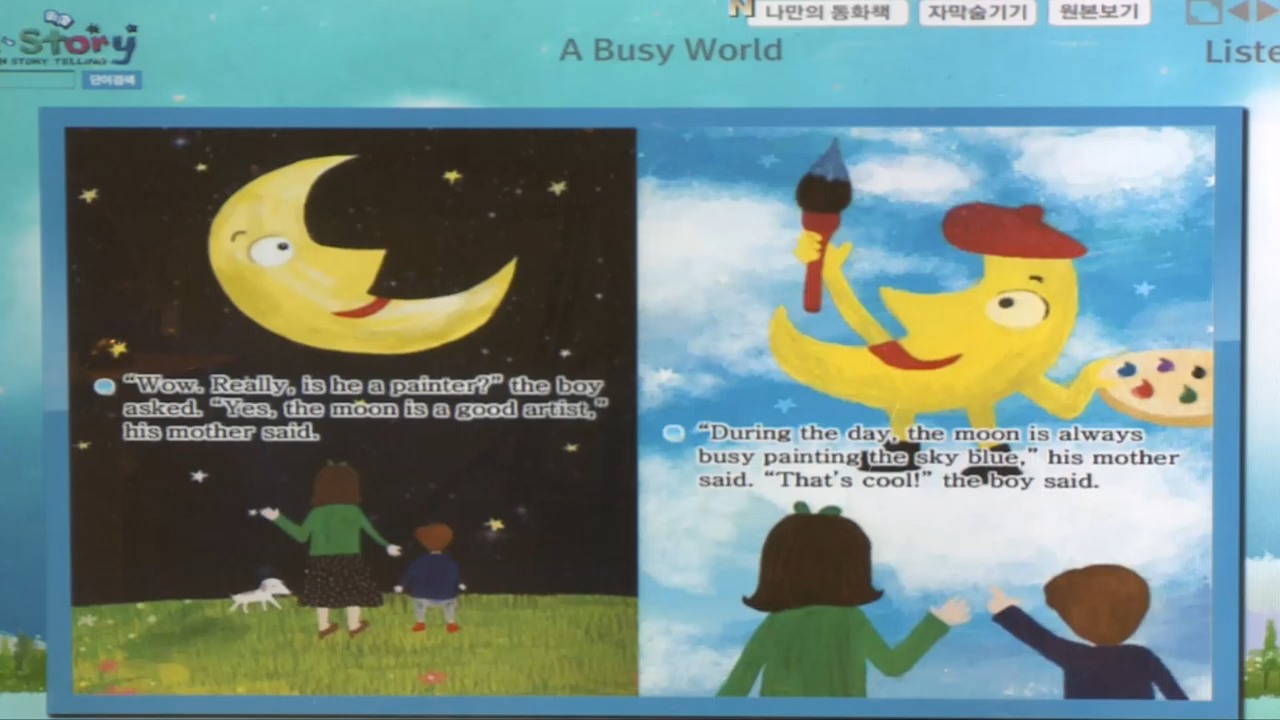 나만의 동화책 자막숨기기 원본보기
Story
STORY TELLING
A Busy World
단어검색
“Wow. Really, is he a painter?” the boy
asked. “Yes, the moon is a good artist,”
his mother said.
“During the day, the moon is always
busy painting the sky blue,” his mother
said. “That's cool!” the boy said.